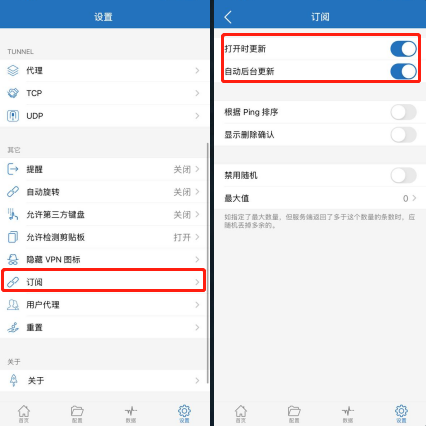 设置
TUNNEL
代理
TCP
UDP
其它
提醒 关闭
自动旋转 关闭
允许第三方键盘 关闭
允许检测剪贴板 打开
隐藏 VPN 图标
订阅
用户代理
重置
关于
关于
首页 配置 数据 设置
订阅
打开时更新
自动后台更新
根据 Ping 排序
显示删除确认
禁用随机
最大值 0
如指定了最大数量，但服务端返回了多于这个数量的条数时，应
随机丢掉多余的。
首页 配置 数据 设置